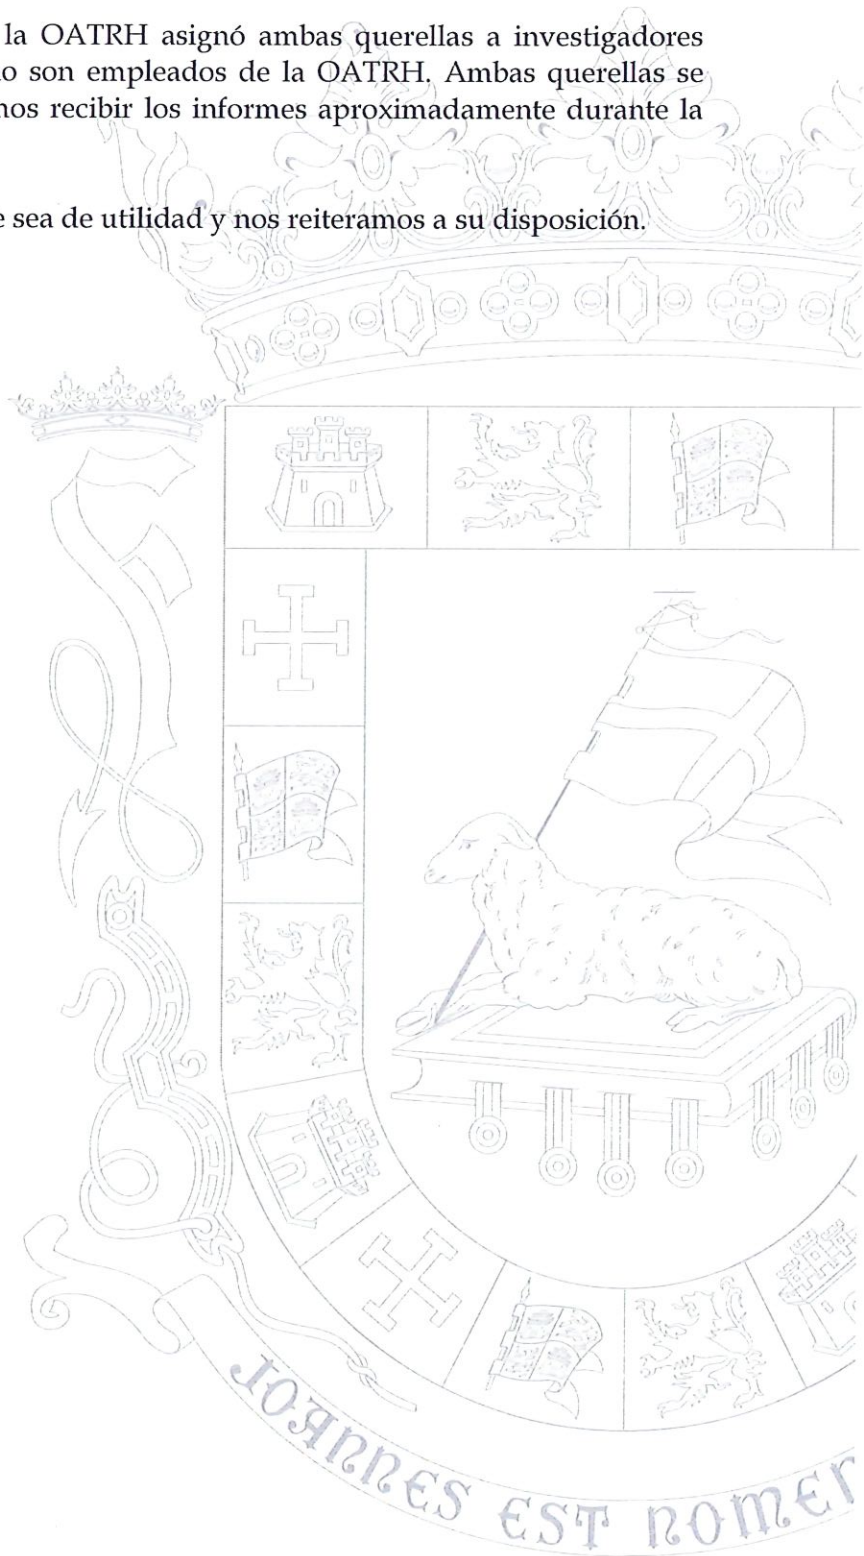 la OATRH asignó ambas querellas a investigadores
o son empleados de la OATRH. Ambas querellas se
nos recibir los informes aproximadamente durante la
e sea de utilidad y nos reiteramos a su disposición.
JOANNES EST NOMEN